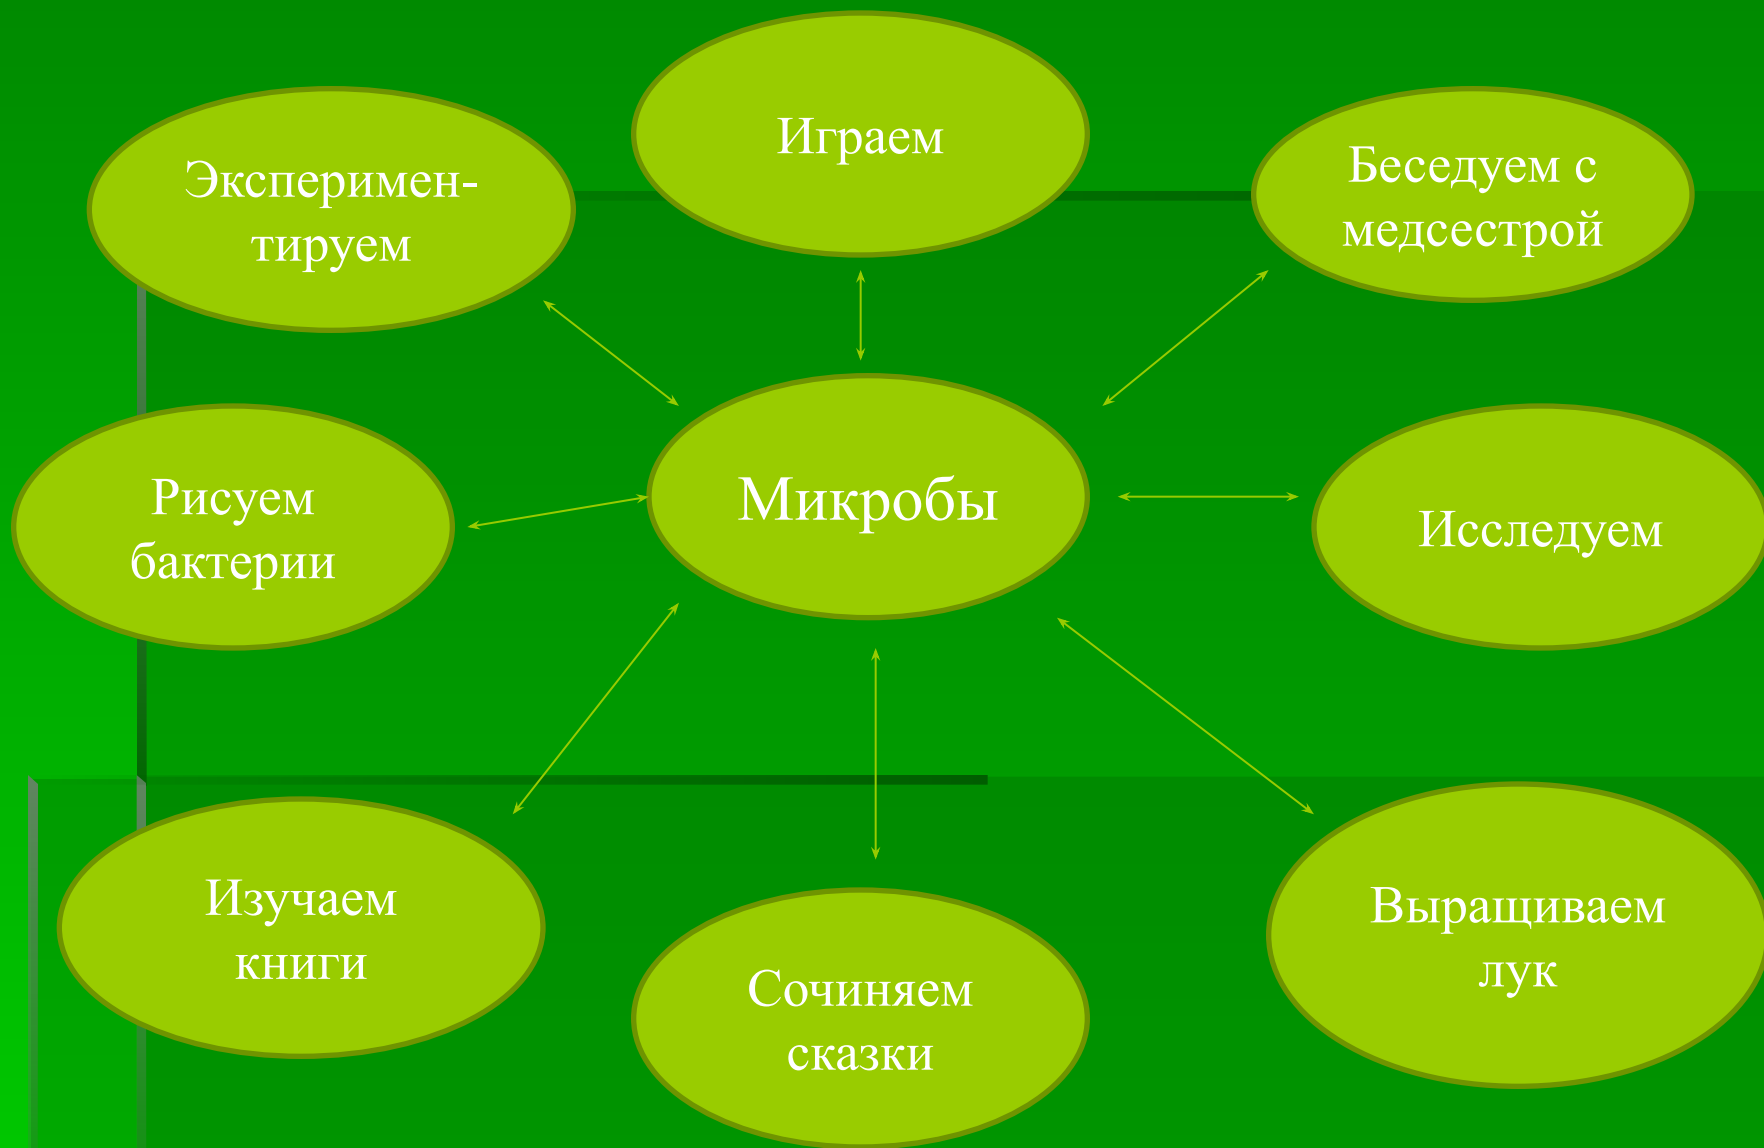 Играем
Эксперимен-
тируем
Беседуем с
медсестрой
Рисуем
бактерии
Микробы
Исследуем
Изучаем
книги
Сочиняем
сказки
Выращиваем
лук